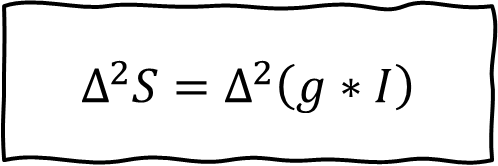 Δ²S = Δ²(g ∗ I)